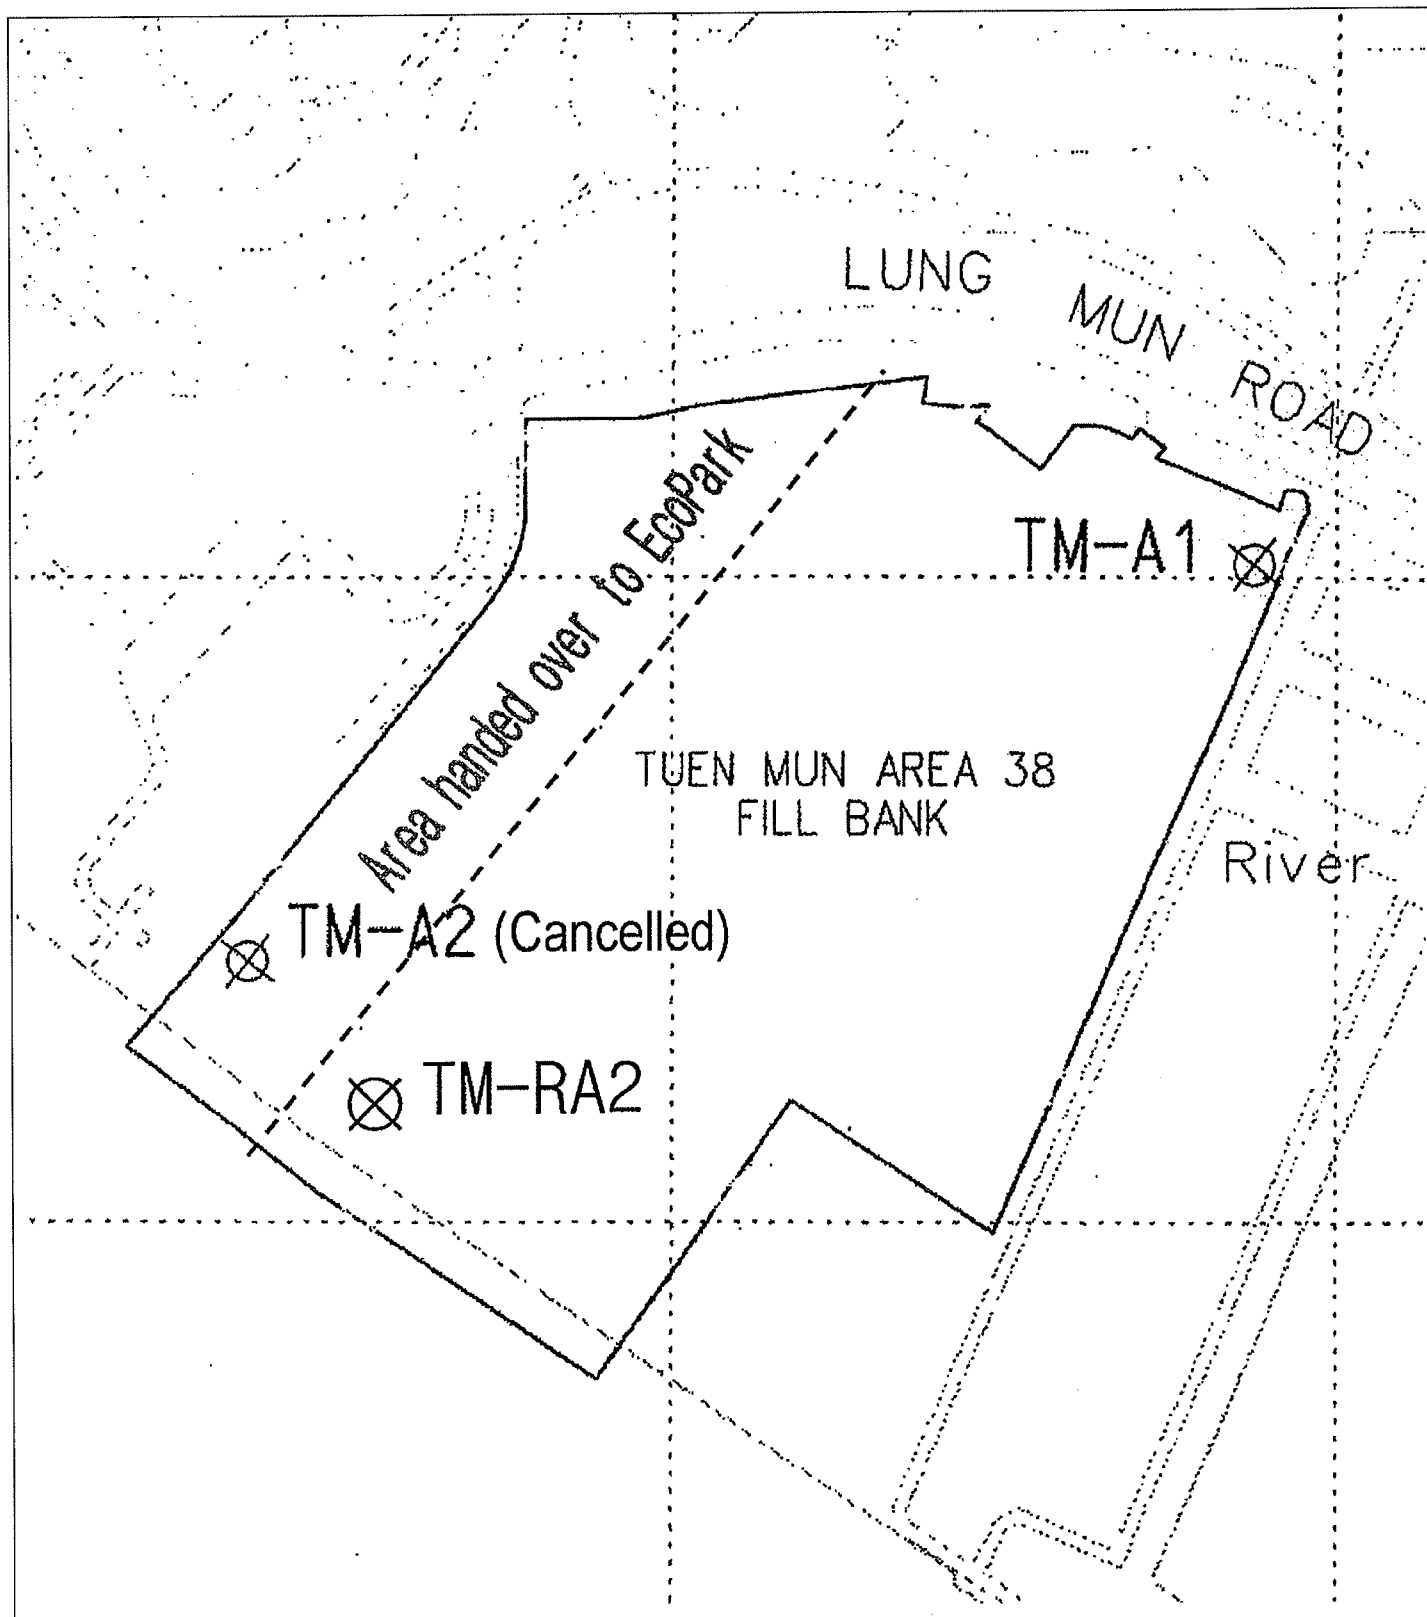 LUNG MUN ROAD
Area handed over to EcoPark
TM-A1
TUEN MUN AREA 38
FILL BANK
River
TM-A2 (Cancelled)
TM-RA2